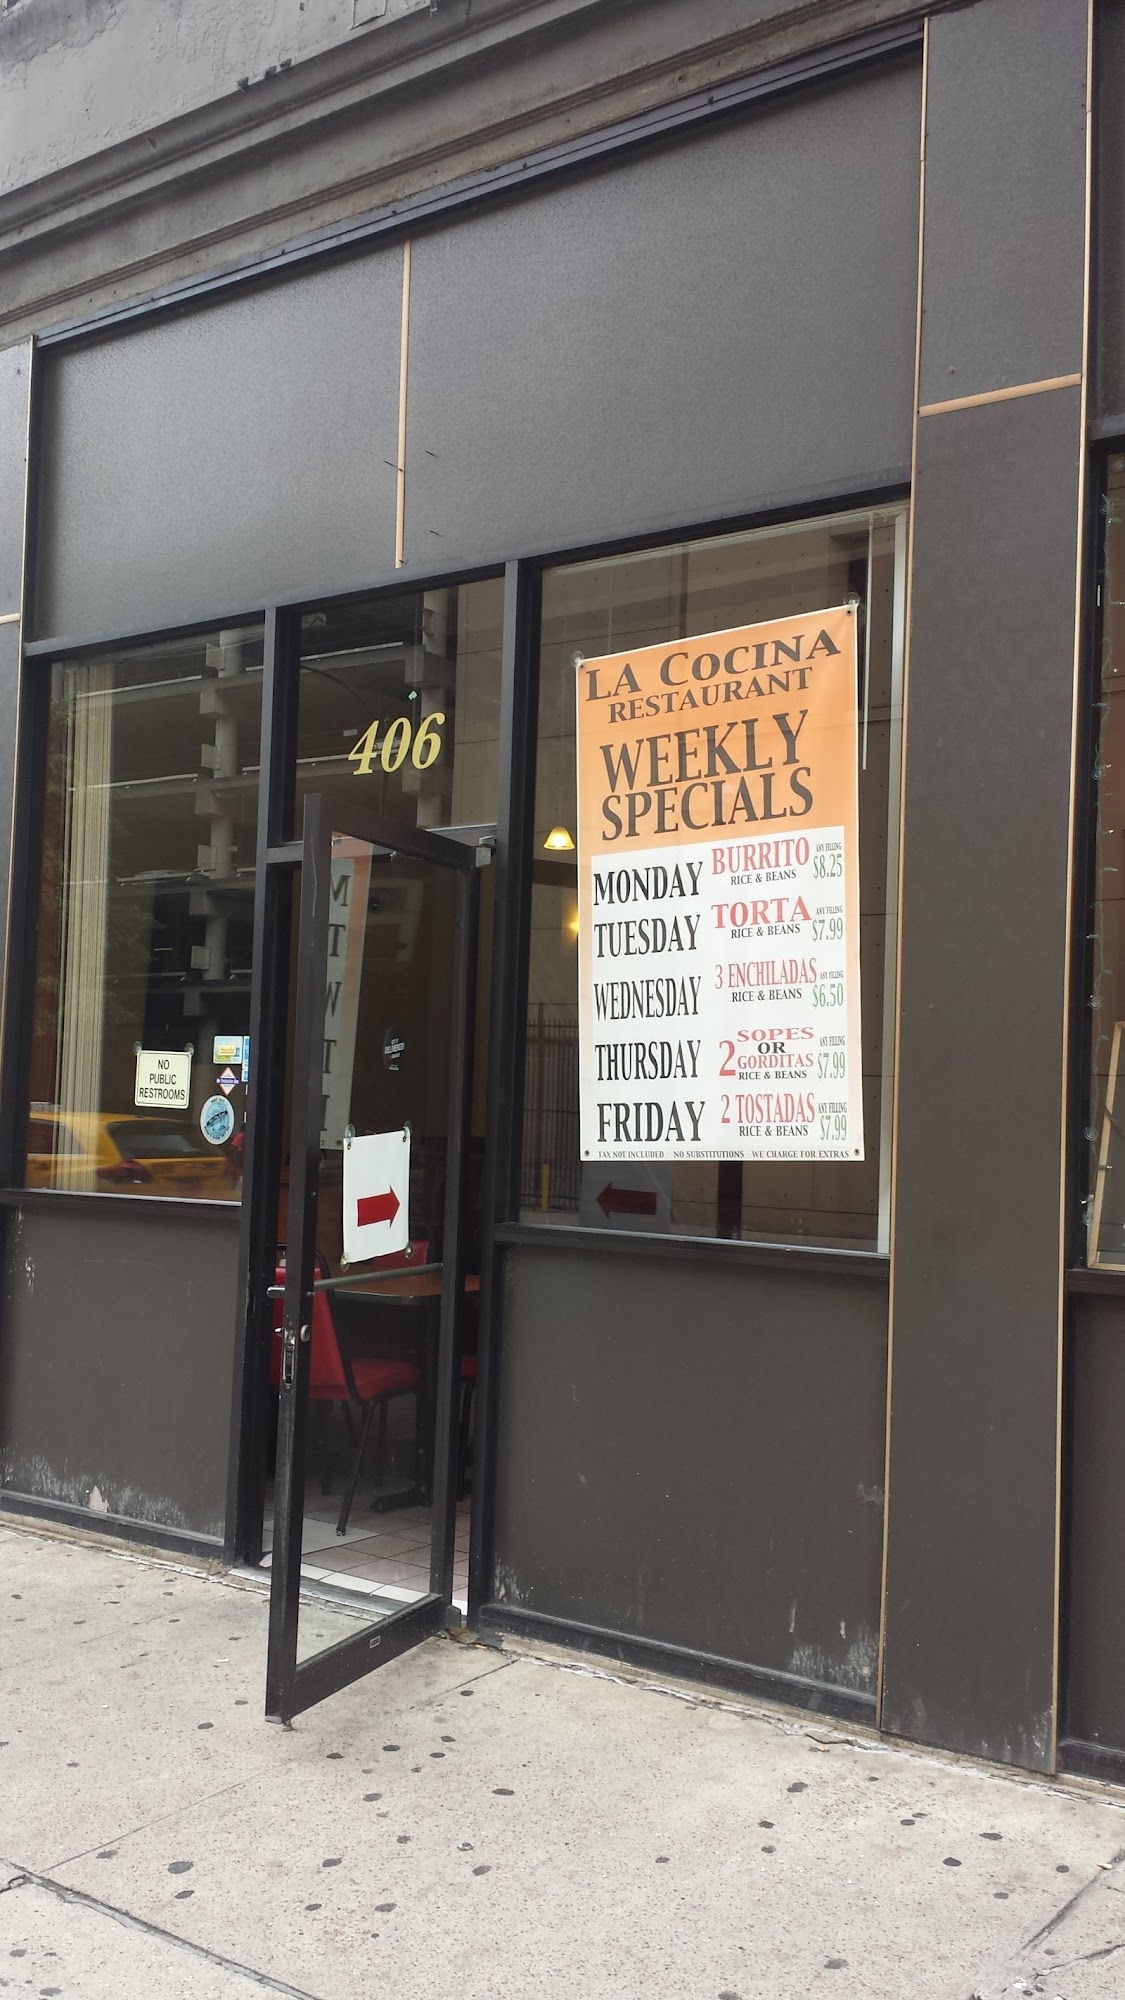 406
LA COCINA
RESTAURANT
WEEKLY
SPECIALS
MONDAY BURRITO ANY FILLING
RICE & BEANS $8.25
TUESDAY TORTA ANY FILLING
RICE & BEANS $7.99
WEDNESDAY 3 ENCHILADAS ANY FILLING
RICE & BEANS $6.50
THURSDAY 2 SOPES
OR
GORDITAS ANY FILLING
RICE & BEANS $7.99
FRIDAY 2 TOSTADAS ANY FILLING
RICE & BEANS $7.99
TAX NOT INCLUDED NO SUBSTITUTIONS WE CHARGE FOR EXTRAS
NO
PUBLIC
RESTROOMS